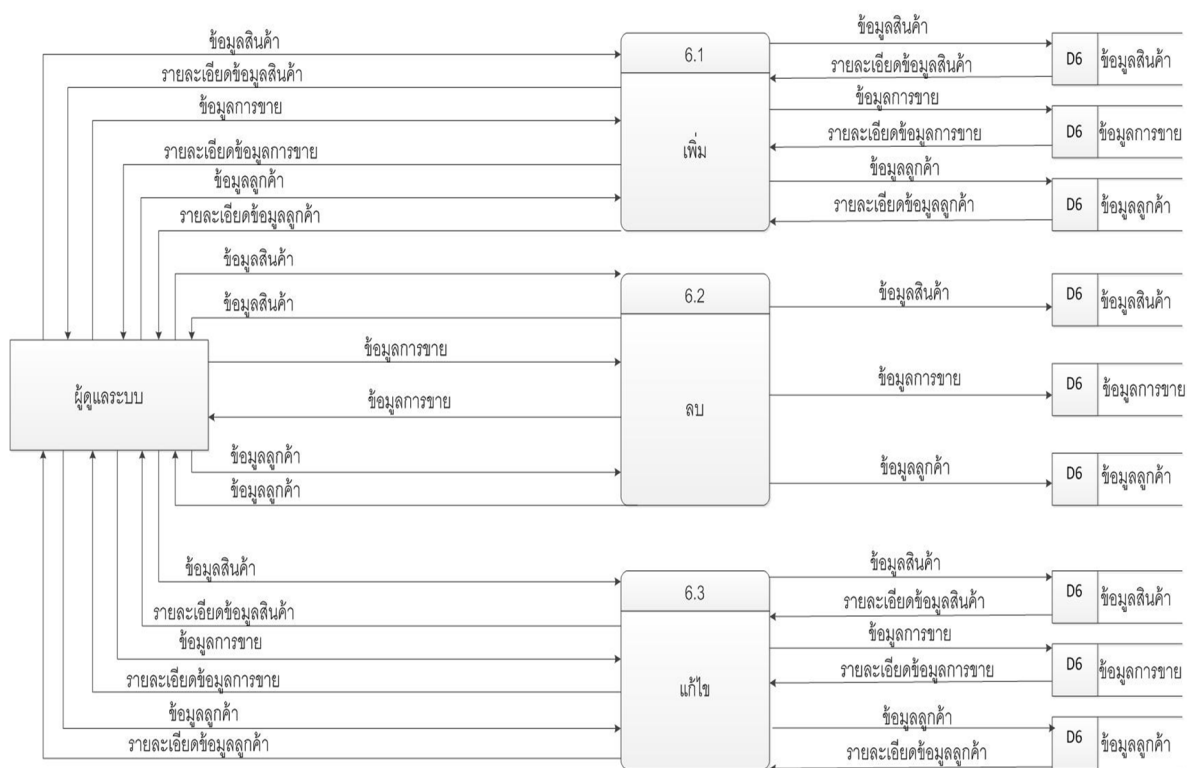 ข้อมูลสินค้า
รายละเอียดข้อมูลสินค้า
ข้อมูลการขาย
รายละเอียดข้อมูลการขาย
ข้อมูลลูกค้า
รายละเอียดข้อมูลลูกค้า
6.1
เพิ่ม
ข้อมูลสินค้า
รายละเอียดข้อมูลสินค้า
ข้อมูลการขาย
รายละเอียดข้อมูลการขาย
ข้อมูลลูกค้า
รายละเอียดข้อมูลลูกค้า
D6 ข้อมูลสินค้า
D6 ข้อมูลการขาย
D6 ข้อมูลลูกค้า
ผู้ดูแลระบบ
ข้อมูลสินค้า
ข้อมูลสินค้า
ข้อมูลการขาย
ข้อมูลการขาย
ข้อมูลลูกค้า
ข้อมูลลูกค้า
6.2
ลบ
ข้อมูลสินค้า
ข้อมูลการขาย
ข้อมูลลูกค้า
D6 ข้อมูลสินค้า
D6 ข้อมูลการขาย
D6 ข้อมูลลูกค้า
ข้อมูลสินค้า
รายละเอียดข้อมูลสินค้า
ข้อมูลการขาย
รายละเอียดข้อมูลการขาย
ข้อมูลลูกค้า
รายละเอียดข้อมูลลูกค้า
6.3
แก้ไข
ข้อมูลสินค้า
รายละเอียดข้อมูลสินค้า
ข้อมูลการขาย
รายละเอียดข้อมูลการขาย
ข้อมูลลูกค้า
รายละเอียดข้อมูลลูกค้า
D6 ข้อมูลสินค้า
D6 ข้อมูลการขาย
D6 ข้อมูลลูกค้า